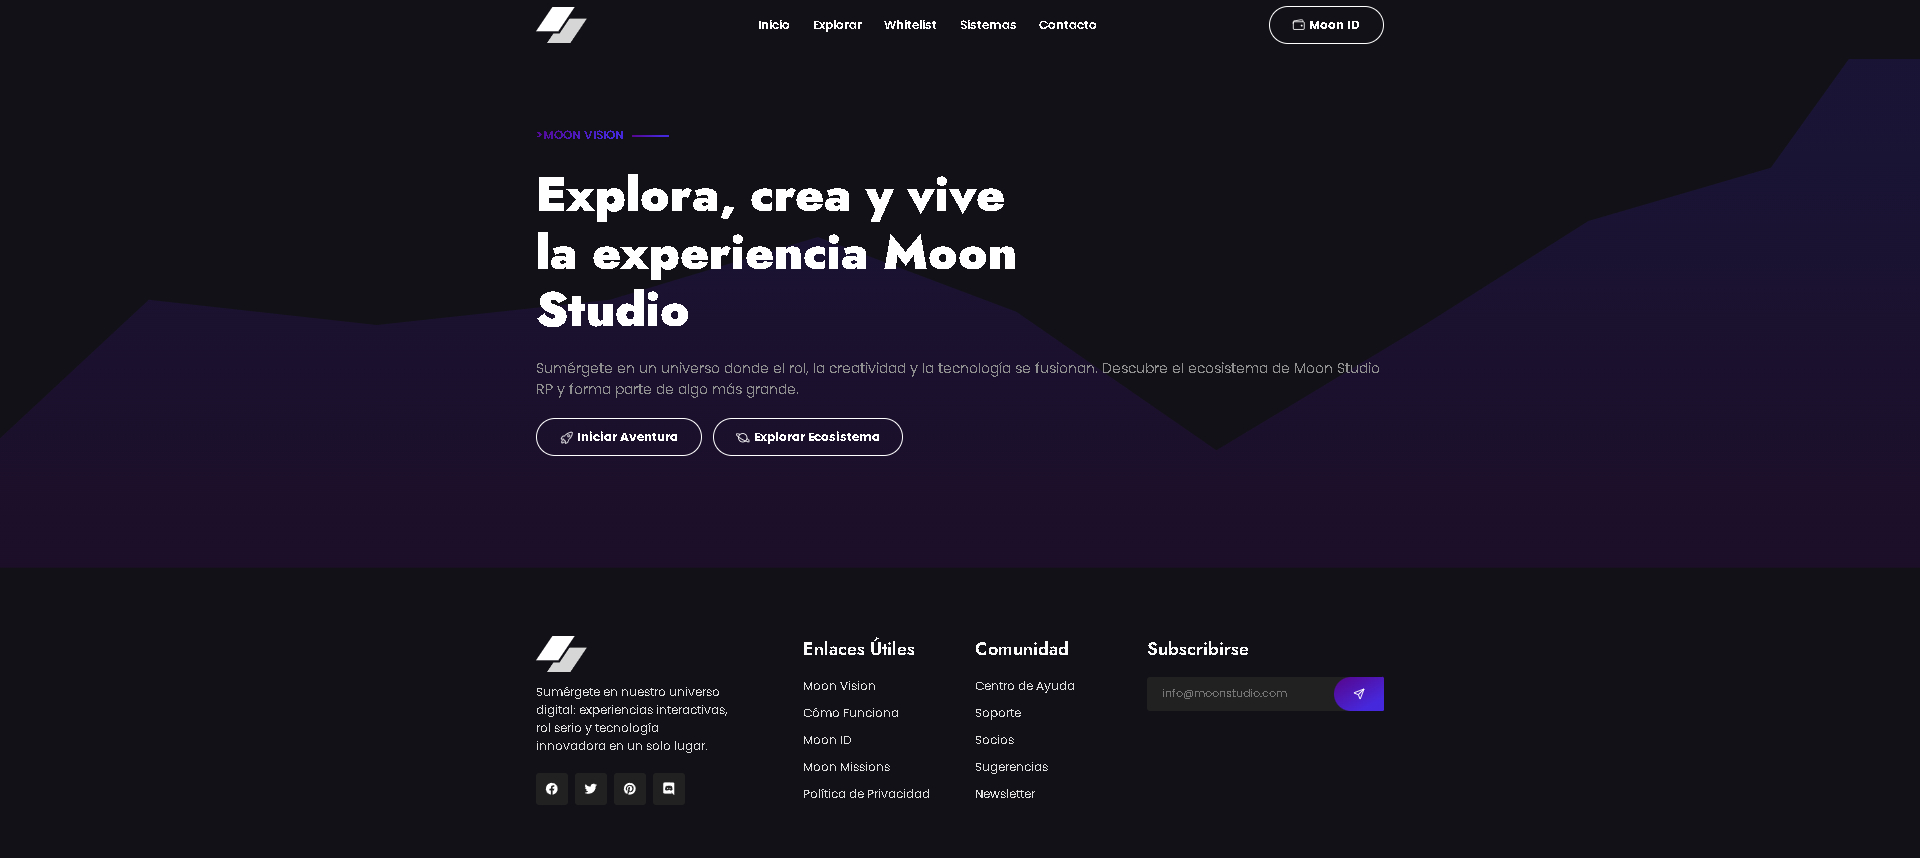 Inicio Explorar Whitelist Sistemas Contacto
Moon ID
>MOON VISION
Explora, crea y vive
la experiencia Moon
Studio
Sumérgete en un universo donde el rol, la creatividad y la tecnología se fusionan. Descubre el ecosistema de Moon Studio
RP y forma parte de algo más grande.
Iniciar Aventura
Explorar Ecosistema
Sumérgete en nuestro universo
digital: experiencias interactivas,
rol serio y tecnología
innovadora en un solo lugar.
Enlaces Útiles
Moon Vision
Cómo Funciona
Moon ID
Moon Missions
Política de Privacidad
Comunidad
Centro de Ayuda
Soporte
Socios
Sugerencias
Newsletter
Subscribirse
info@moonstudio.com